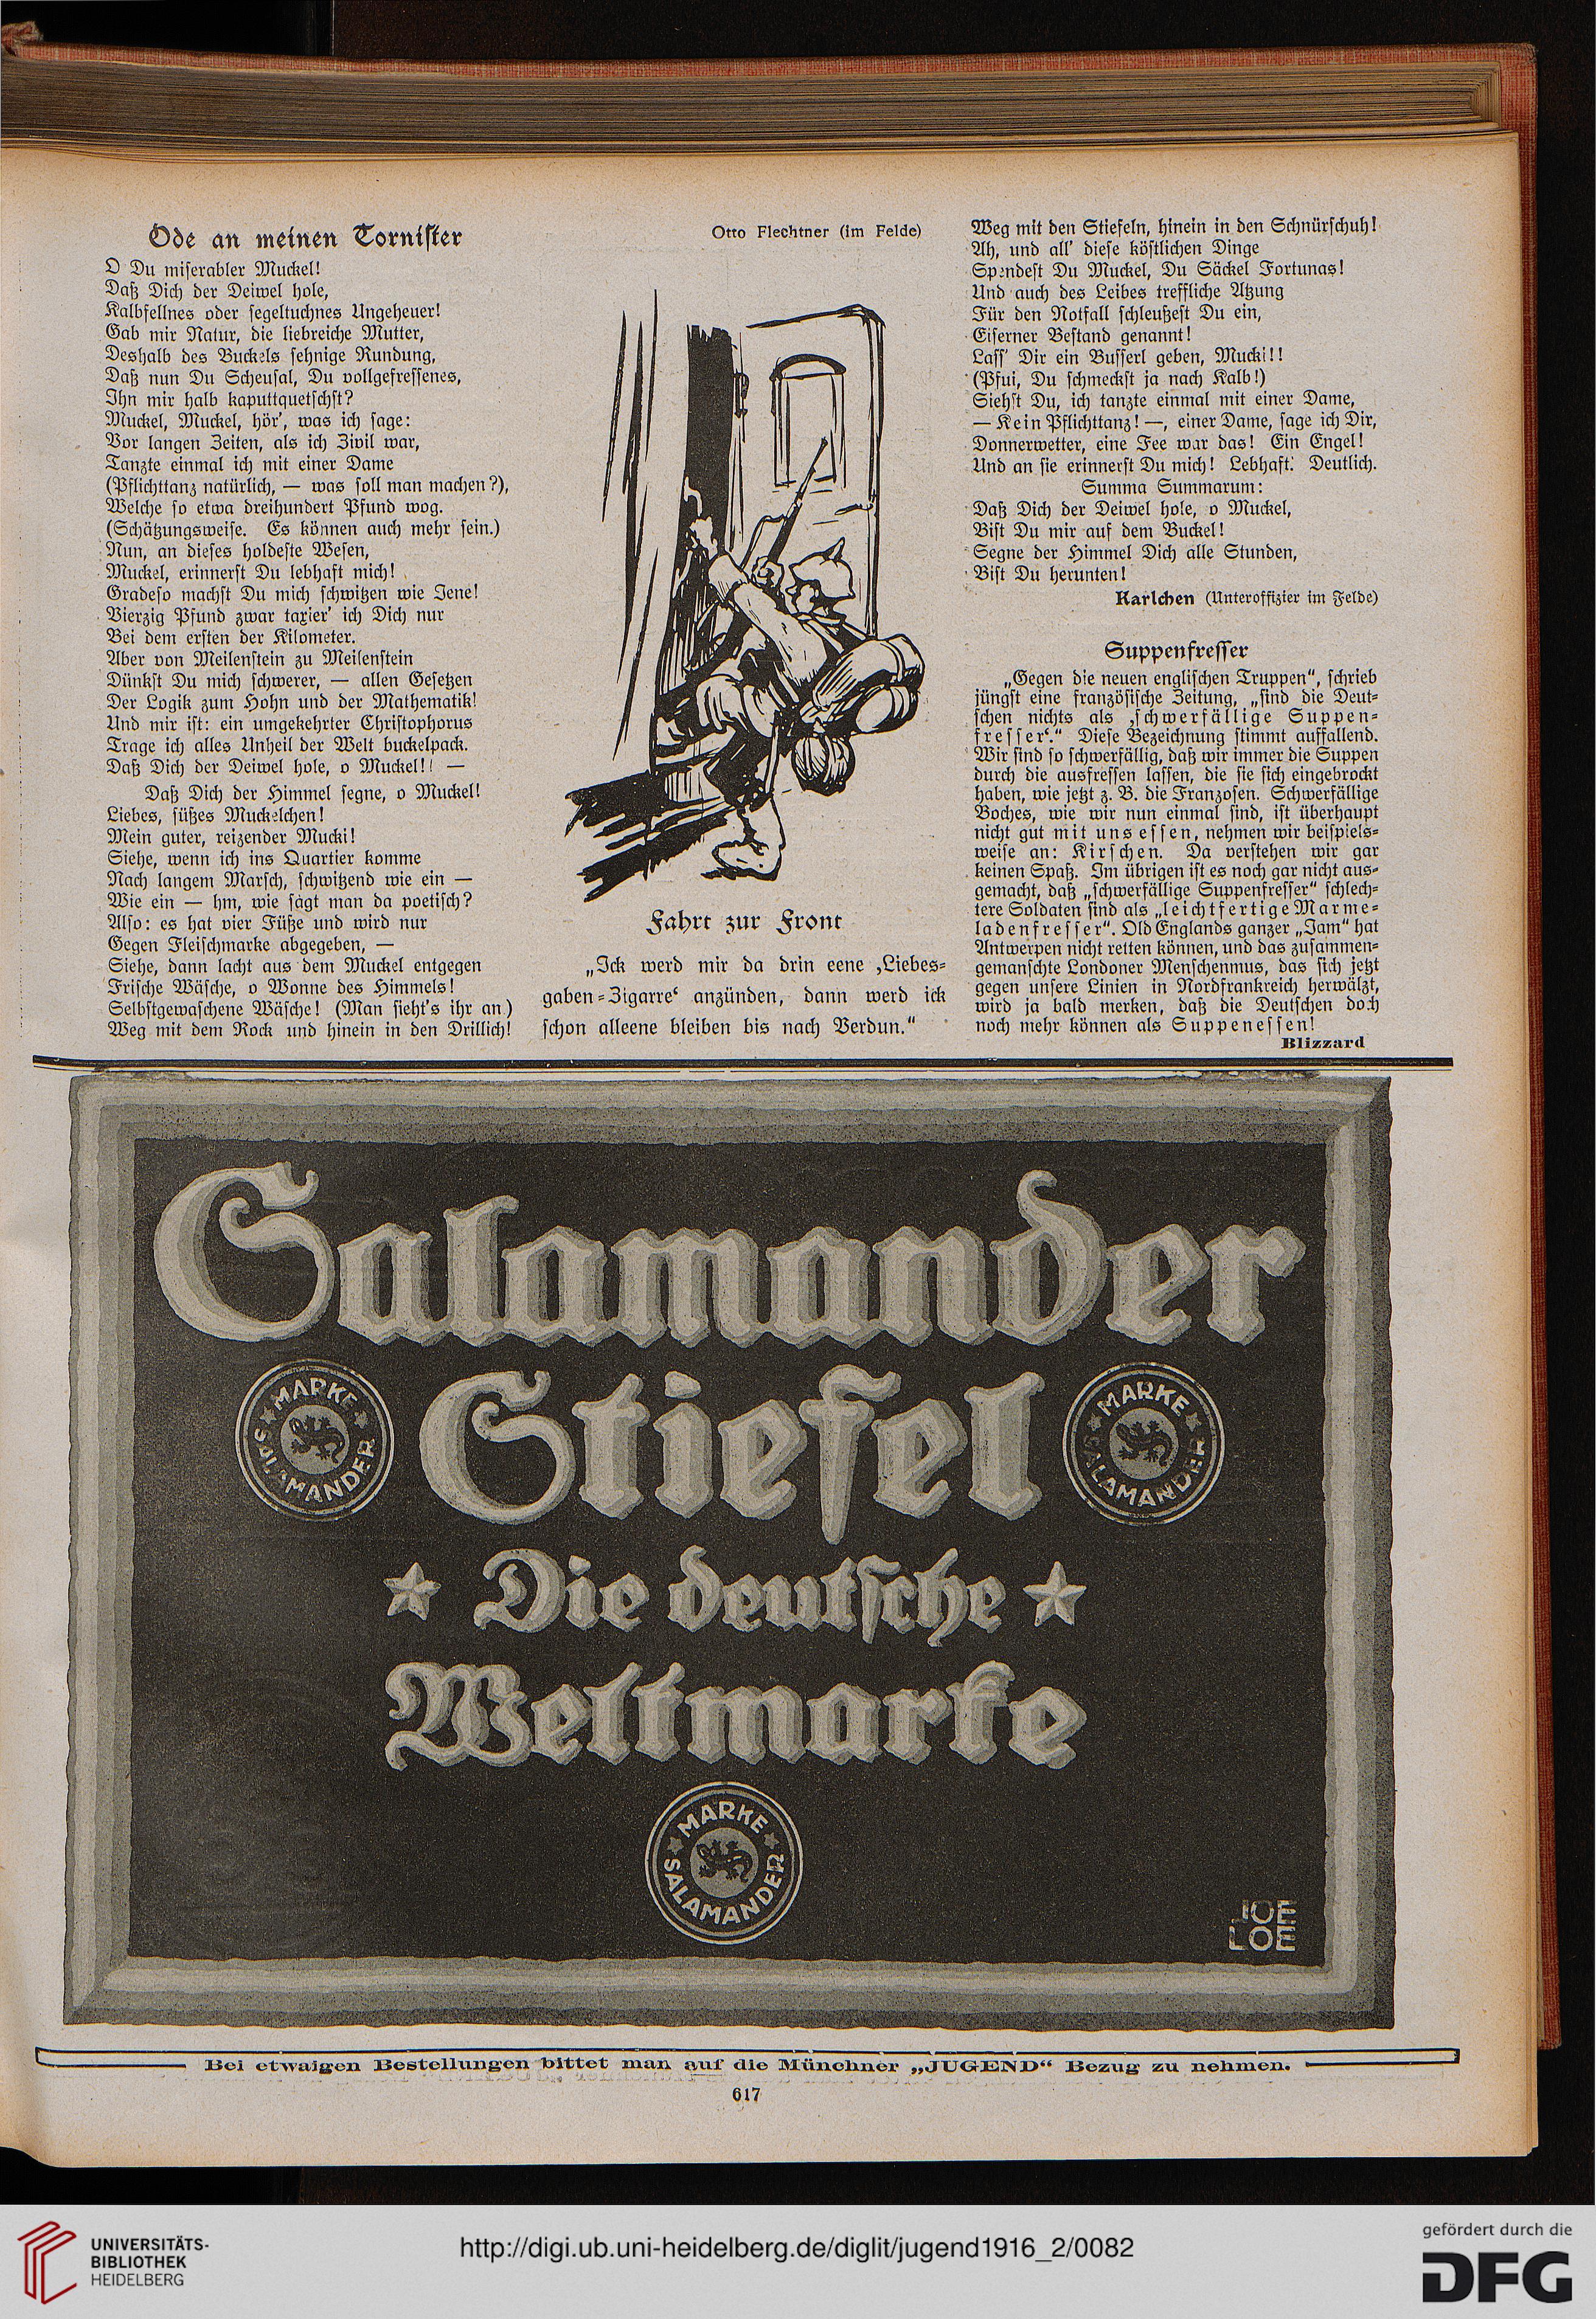 Ode an meinen Tornister
O Du miserabler Muckel!
Daß Dich der Deiwel hole,
Kalbfellnes oder segeltuchnes Ungeheuer!
Gab mir Natur, die liebreiche Mutter,
Deshalb des Buckels sehnige Rundung,
Daß nun Du Scheusal, Du vollgefressenes,
Ihn mir halb kaputtquetschst?
Muckel, Muckel, hör', was ich sage:
Vor langen Zeiten, als ich Zivil war,
Tanzte einmal ich mit einer Dame
(Pflichttanz natürlich, — was soll man machen?),
Welche so etwa dreihundert Pfund wog.
(Schätzungsweise. Es können auch mehr sein.)
Nun, an dieses holdeste Wesen,
Muckel, erinnerst Du lebhaft mich!
Gradeso machst Du mich schwitzen wie Jene!
Vierzig Pfund zwar taxier' ich Dich nur
Bei dem ersten der Kilometer.
Aber von Meilenstein zu Meilenstein
Dünkst Du mich schwerer, — allen Gesetzen
Der Logik zum Hohn und der Mathematik!
Und mir ist: ein umgekehrter Christophorus
Trage ich alles Unheil der Welt buckelpack.
Daß Dich der Deiwel hole, o Muckel!! —
Daß Dich der Himmel segne, o Muckel!
Liebes, süßes Muckelchen!
Mein guter, reizender Mucki!
Siehe, wenn ich ins Quartier komme
Nach langem Marsch, schwitzend wie ein —
Wie ein — hm, wie sagt man da poetisch?
Also: es hat vier Füße und wird nur
Gegen Fleischmarke abgegeben, —
Siehe, dann lacht aus dem Muckel entgegen
Frische Wäsche, o Wonne des Himmels!
Selbstgewaschene Wäsche! (Man sieht's ihr an)
Weg mit dem Rock und hinein in den Drillich!
Otto Flechtner (im Felde)
Fahrt zur Front
„Ick werd mir da drin eene ‚Liebes-
gaben-Zigarre‘ anzünden, dann werd ick
schon alleene bleiben bis nach Verdun.“
Weg mit den Stiefeln, hinein in den Schnürschuh!
Ah, und all' diese köstlichen Dinge
Spendest Du Muckel, Du Säckel Fortunas!
Und auch des Leibes treffliche Atzung
Für den Notfall schleußest Du ein,
Eiserner Bestand genannt!
Lass' Dir ein Busserl geben, Mucki!!
(Pfui, Du schmeckst ja nach Kalb!)
Siehst Du, ich tanzte einmal mit einer Dame,
— Kein Pflichttanz! —, einer Dame, sage ich Dir,
Donnerwetter, eine Fee war das! Ein Engel!
Und an sie erinnerst Du mich! Lebhaft! Deutlich.
Summa Summarum:
Daß Dich der Deiwel hole, o Muckel,
Bist Du mir auf dem Buckel!
Segne der Himmel Dich alle Stunden,
Bist Du herunten!
Karlchen (Unteroffizier im Felde)
Suppenfresser
„Gegen die neuen englischen Truppen“, schrieb
jüngst eine französische Zeitung, „sind die Deut-
schen nichts als ‚schwerfällige Suppen-
fresser‘.“ Diese Bezeichnung stimmt auffallend.
Wir sind so schwerfällig, daß wir immer die Suppen
durch die ausfressen lassen, die sie sich eingebrockt
haben, wie jetzt z. B. die Franzosen. Schwerfällige
Boches, wie wir nun einmal sind, ist überhaupt
nicht gut mit uns essen, nehmen wir beispiels-
weise an: Kirschen. Da verstehen wir gar
keinen Spaß. Im übrigen ist es noch gar nicht aus-
gemacht, daß „schwerfällige Suppenfresser“ schlech-
tere Soldaten sind als „leichtfertige Marme-
ladenfresser“. Old Englands ganzer „Jam“ hat
Antwerpen nicht retten können, und das zusammen-
gemanschte Londoner Menschenmus, das sich jetzt
gegen unsere Linien in Nordfrankreich herwälzt,
wird ja bald merken, daß die Deutschen doch
noch mehr können als Suppenessen!
Blizzard
Salamander
MARKE SALAMANDER
Stiefel
MARKE SALAMANDER
Die deutsche
Weltmarke
MARKE SALAMANDER
JOE
LOE
Bei etwaigen Bestellungen bittet man auf die Münchner „JUGEND“ Bezug zu nehmen.
617
UNIVERSITÄTS-
BIBLIOTHEK
HEIDELBERG
http://digi.ub.uni-heidelberg.de/diglit/jugend1916_2/0082
gefördert durch die
DFG